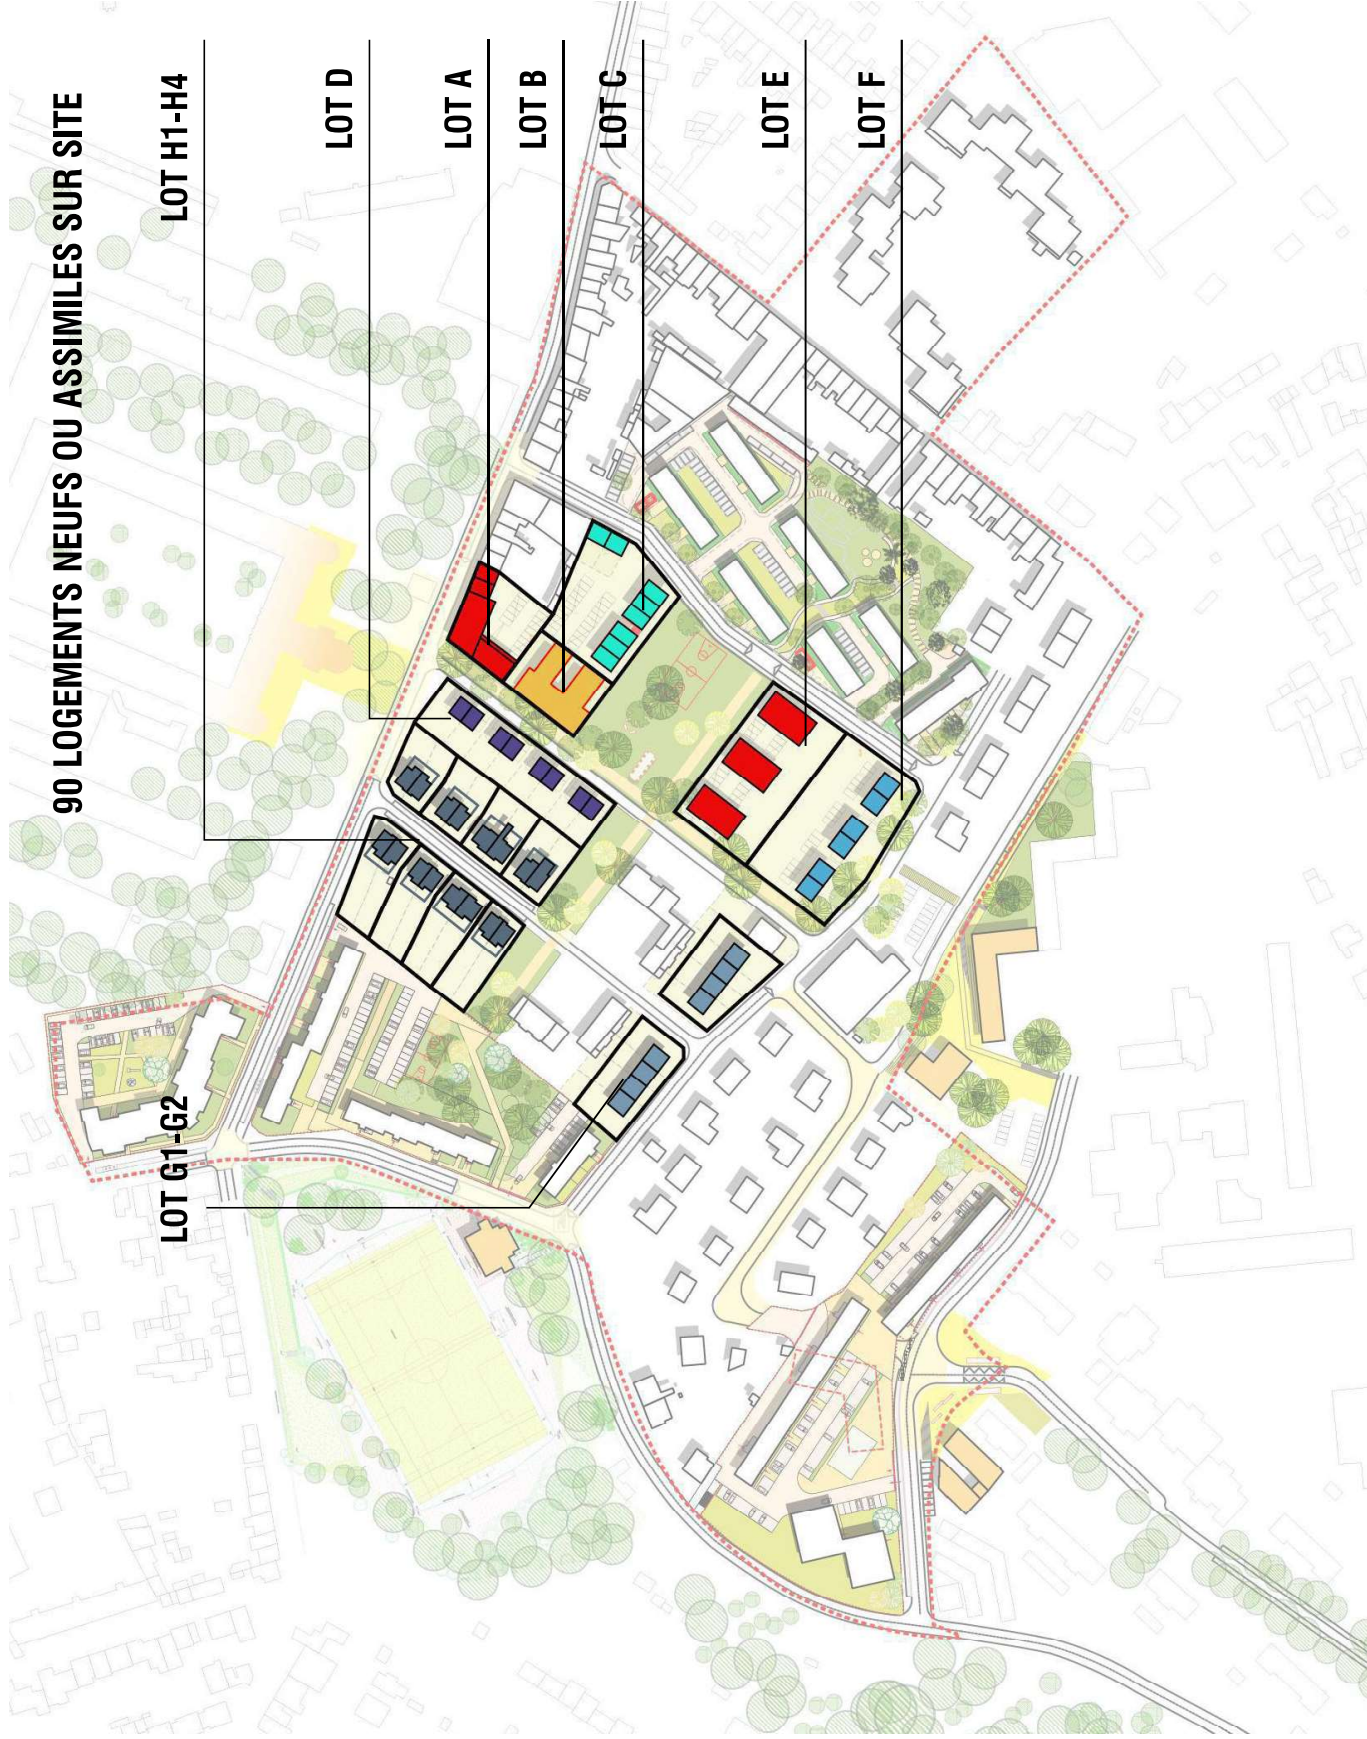 90 LOGEMENTS NEUFS OU ASSIMILES SUR SITE
LOT H1-H4
LOT D
LOT A
LOT B
LOT C
LOT E
LOT F
LOT G1-G2